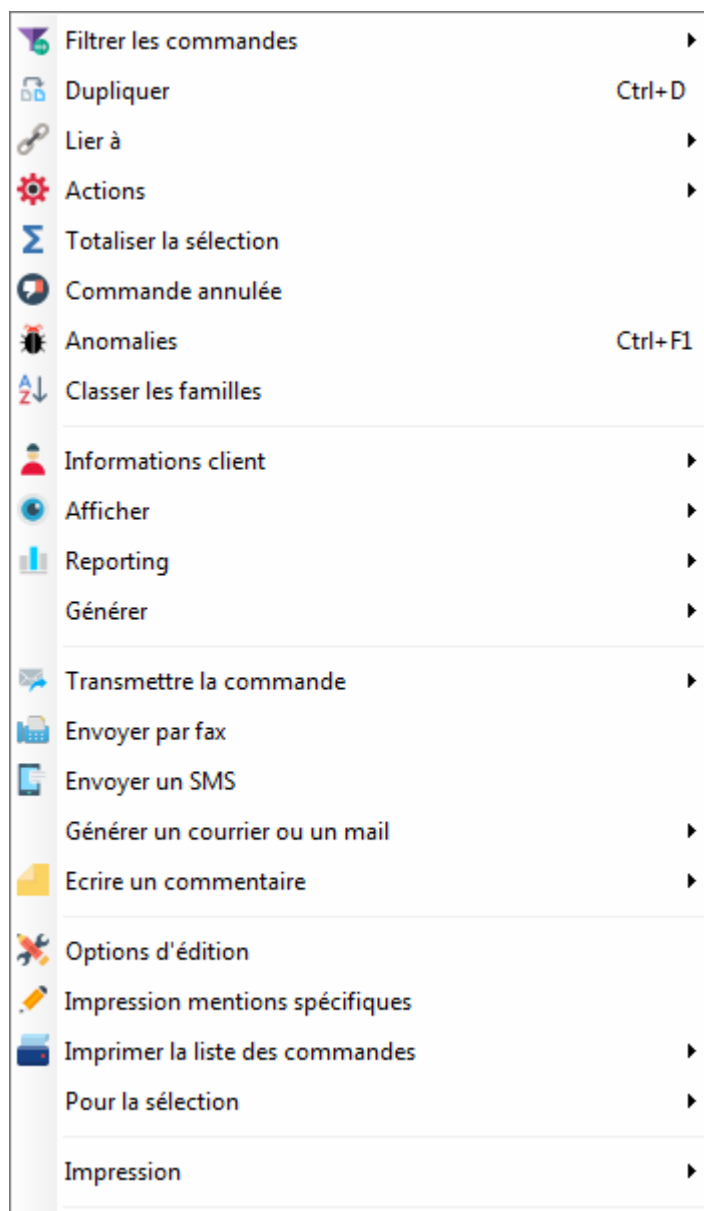 Filtrer les commandes
Dupliquer Ctrl+D
Lier à
Actions
Totaliser la sélection
Commande annulée
Anomalies Ctrl+F1
Classer les familles
Informations client
Afficher
Reporting
Générer
Transmettre la commande
Envoyer par fax
Envoyer un SMS
Générer un courrier ou un mail
Ecrire un commentaire
Options d'édition
Impression mentions spécifiques
Imprimer la liste des commandes
Pour la sélection
Impression